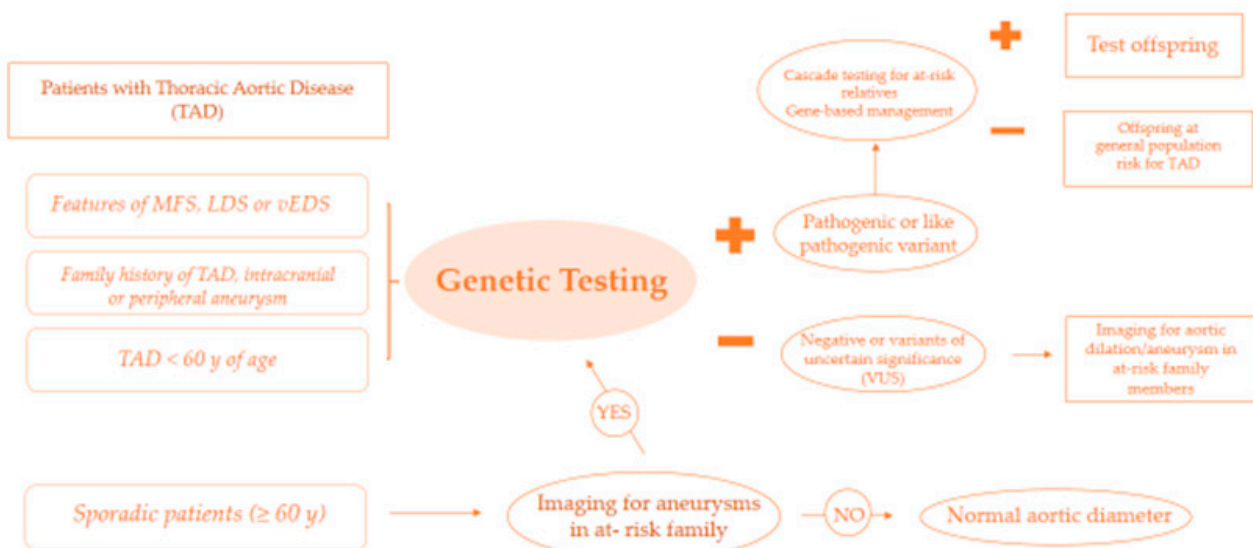 Patients with Thoracic Aortic Disease
(TAD)
Features of MFS, LDS or vEDS
Family history of TAD, intracranial
or peripheral aneurysm
TAD < 60 y of age
Sporadic patients (≥ 60 y)
Genetic Testing
YES
Imaging for aneurysms
in at- risk family
NO
Normal aortic diameter
+
Pathogenic or like
pathogenic variant
Cascade testing for at-risk
relatives
Gene-based management
+
Test offspring
−
Offspring at
general population
risk for TAD
−
Negative or variants of
uncertain significance
(VUS)
Imaging for aortic
dilation/aneurysm in
at-risk family
members